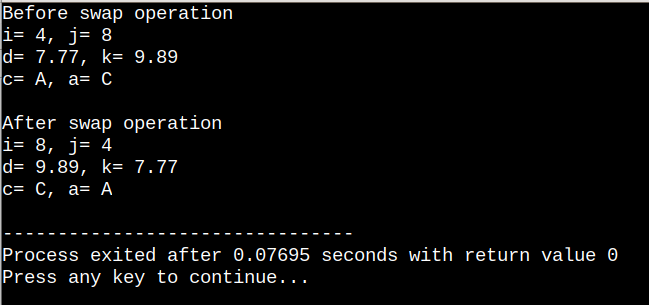 Before swap operation
i= 4, j= 8
d= 7.77, k= 9.89
c= A, a= C
After swap operation
i= 8, j= 4
d= 9.89, k= 7.77
c= C, a= A
--------------------------------
Process exited after 0.07695 seconds with return value 0
Press any key to continue...